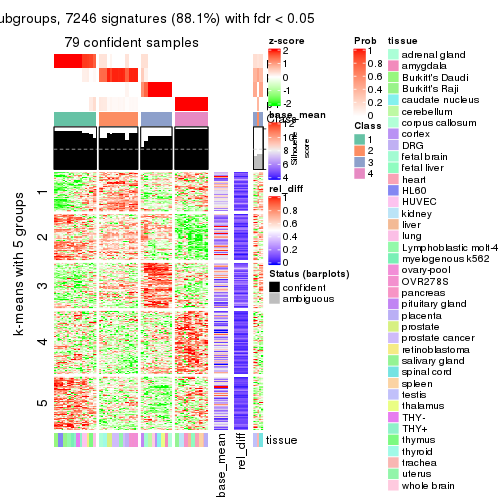 ubgroups, 7246 signatures (88.1%) with fdr < 0.05
79 confident samples
k-means with 5 groups
1
2
3
4
5
Class
Silhouette
score
base_mean
rel_diff
tissue
z-score
2
1
0
-1
-2
base_mean
12
10
8
6
4
rel_diff
1
0.8
0.6
0.4
0.2
0
Status (barplots)
confident
ambiguous
Prob
1
0.8
0.6
0.4
0.2
0
Class
1
2
3
4
tissue
adrenal gland
amygdala
Burkitt's Daudi
Burkitt's Raji
caudate nucleus
cerebellum
corpus callosum
cortex
DRG
fetal brain
fetal liver
heart
HL60
HUVEC
kidney
liver
lung
Lymphoblastic molt-4
myelogenous k562
ovary-pool
OVR278S
pancreas
pituitary gland
placenta
prostate
prostate cancer
retinoblastoma
salivary gland
spinal cord
spleen
testis
thalamus
THY-
THY+
thymus
thyroid
trachea
uterus
whole brain